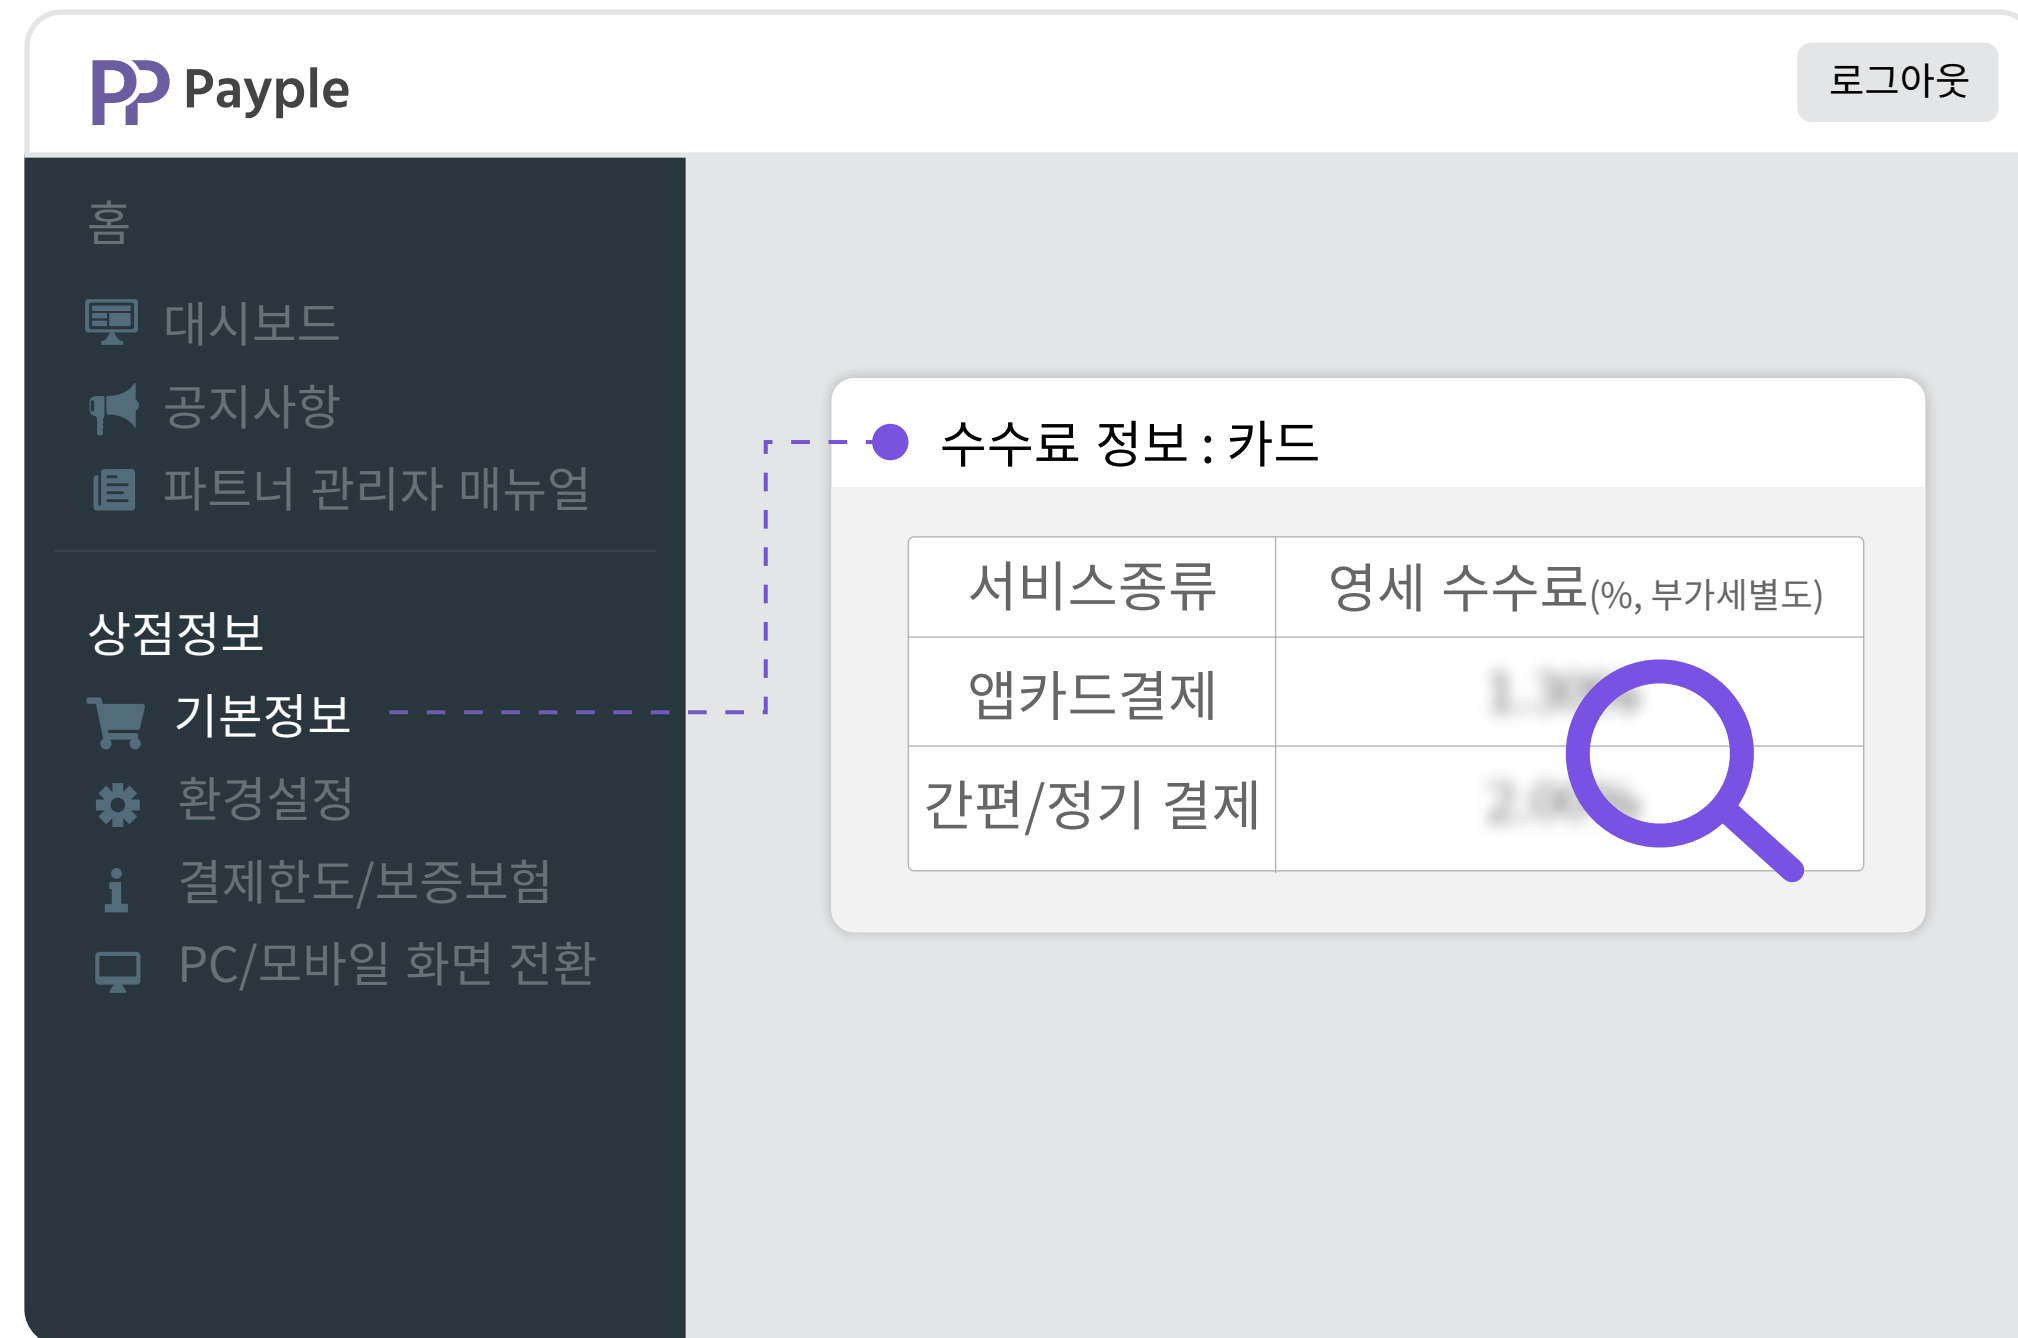 Payple
로그아웃
홈
대시보드
공지사항
파트너 관리자 매뉴얼
상점정보
기본정보
환경설정
결제한도/보증보험
PC/모바일 화면 전환
수수료 정보 : 카드
서비스종류 영세 수수료(%, 부가세별도)
앱카드결제
간편/정기 결제